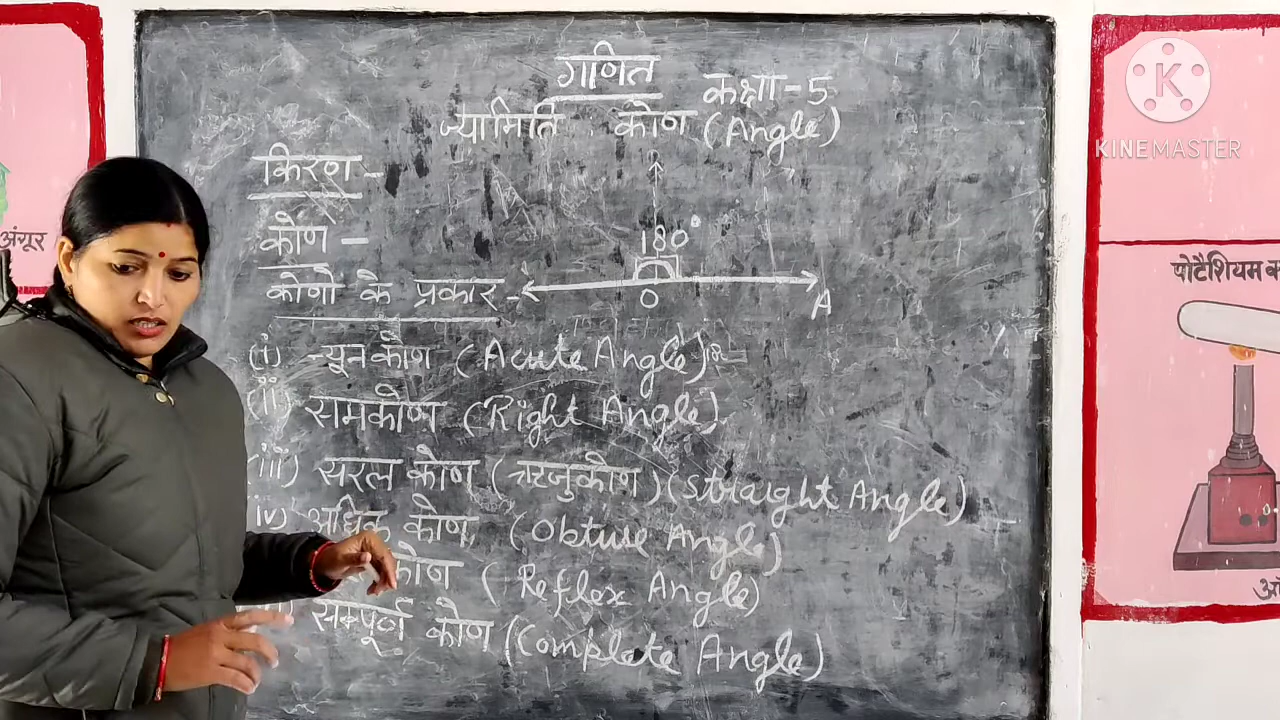 गणित
कक्षा-5
ज्यामिति . कोण (Angle)
किरण-
कोण -
180°
कोणों के प्रकार -
O
A
(i) न्यूनकोण (Acute Angle)
(ii) समकोण (Right Angle)
(iii) सरल कोण (ऋजुकोण) (Straight Angle)
(iv) अधिक कोण (Obtuse Angle)
कोण (Reflex Angle)
सम्पूर्ण कोण (Complete Angle)
अंगूर
पोटैशियम
KINEMASTER